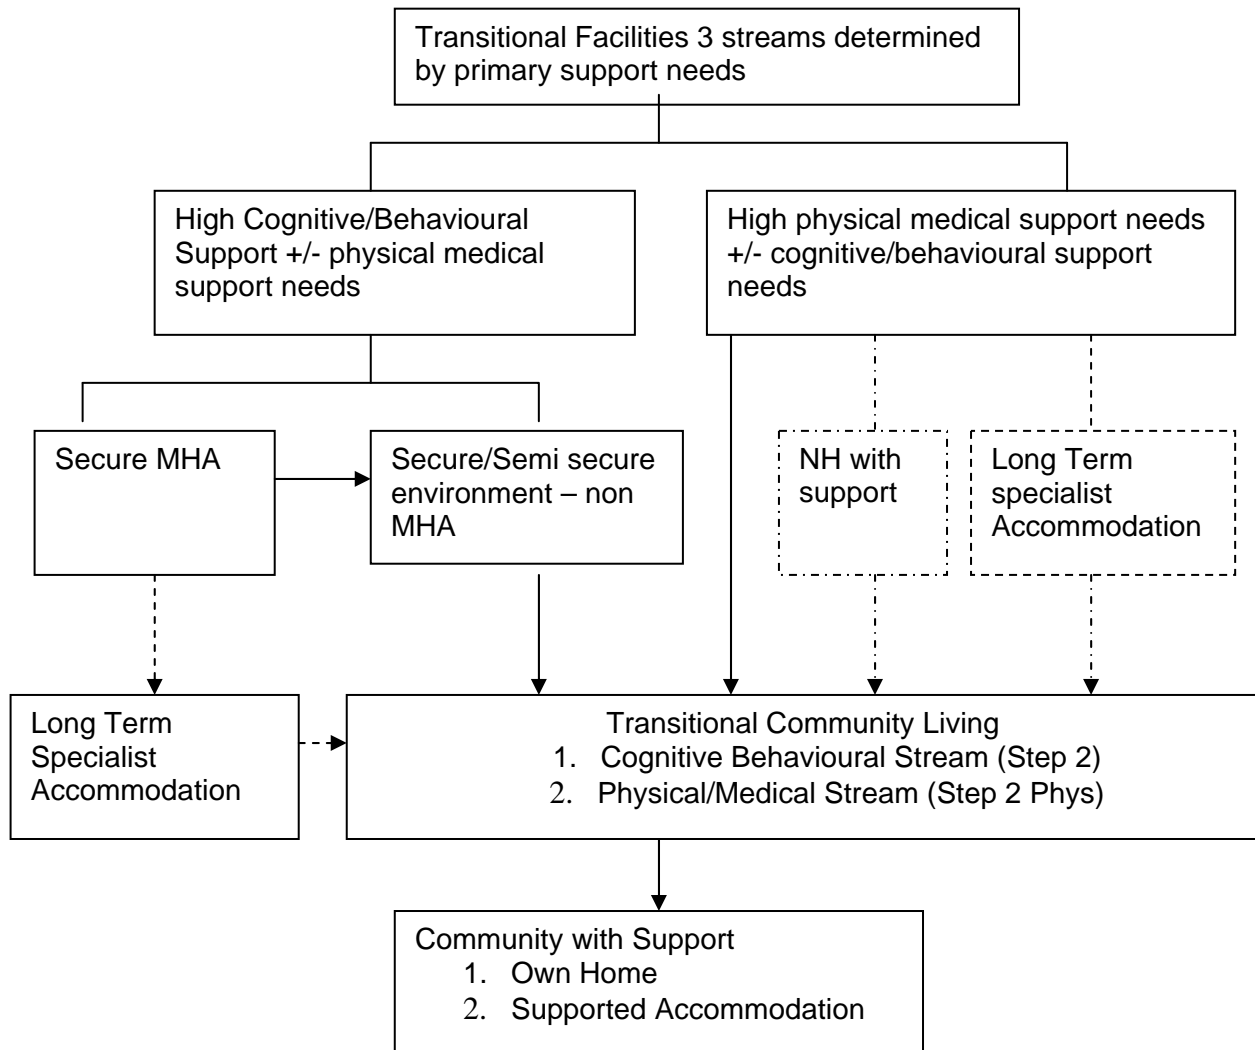 Transitional Facilities 3 streams determined
by primary support needs
High Cognitive/Behavioural
Support +/- physical medical
support needs
High physical medical support needs
+/- cognitive/behavioural support
needs
Secure MHA
Secure/Semi secure
environment – non
MHA
NH with
support
Long Term
specialist
Accommodation
Long Term
Specialist
Accommodation
Transitional Community Living
1. Cognitive Behavioural Stream (Step 2)
2. Physical/Medical Stream (Step 2 Phys)
Community with Support
1. Own Home
2. Supported Accommodation